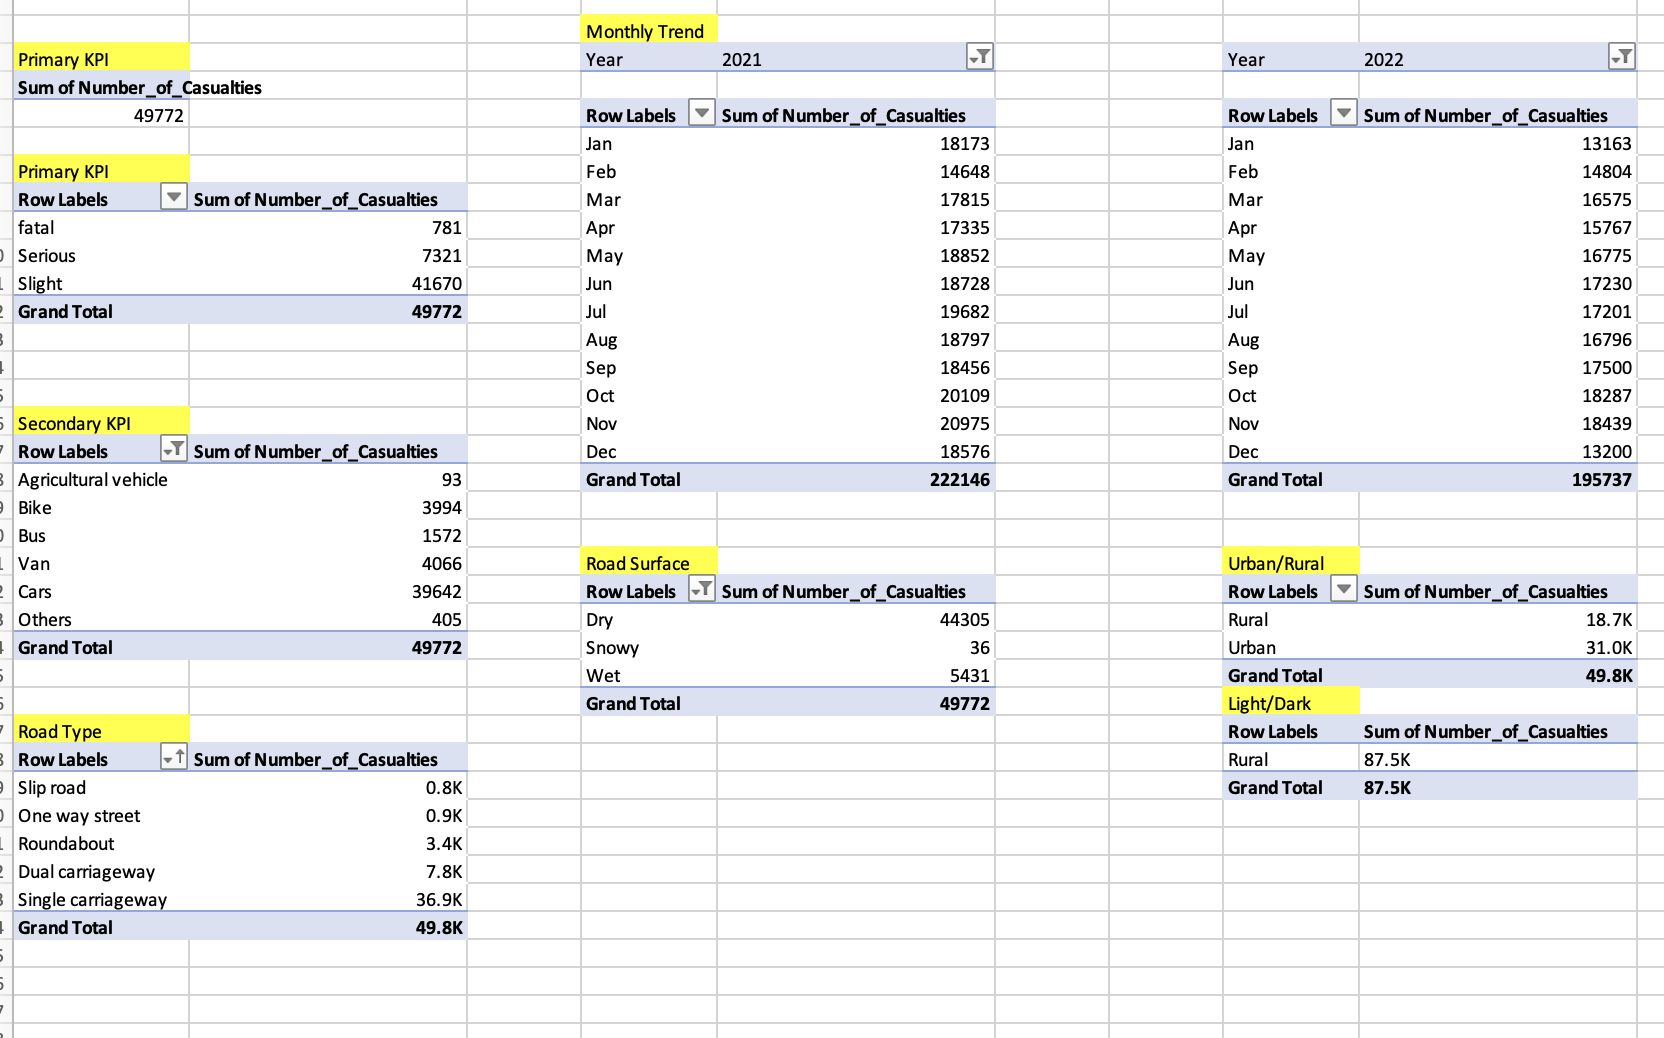 Primary KPI
Sum of Number_of_Casualties
49772
Primary KPI
Row Labels Sum of Number_of_Casualties
fatal 781
Serious 7321
Slight 41670
Grand Total 49772
Secondary KPI
Row Labels Sum of Number_of_Casualties
Agricultural vehicle 93
Bike 3994
Bus 1572
Van 4066
Cars 39642
Others 405
Grand Total 49772
Road Type
Row Labels Sum of Number_of_Casualties
Slip road 0.8K
One way street 0.9K
Roundabout 3.4K
Dual carriageway 7.8K
Single carriageway 36.9K
Grand Total 49.8K
Monthly Trend
Year 2021
Row Labels Sum of Number_of_Casualties
Jan 18173
Feb 14648
Mar 17815
Apr 17335
May 18852
Jun 18728
Jul 19682
Aug 18797
Sep 18456
Oct 20109
Nov 20975
Dec 18576
Grand Total 222146
Road Surface
Row Labels Sum of Number_of_Casualties
Dry 44305
Snowy 36
Wet 5431
Grand Total 49772
Year 2022
Row Labels Sum of Number_of_Casualties
Jan 13163
Feb 14804
Mar 16575
Apr 15767
May 16775
Jun 17230
Jul 17201
Aug 16796
Sep 17500
Oct 18287
Nov 18439
Dec 13200
Grand Total 195737
Urban/Rural
Row Labels Sum of Number_of_Casualties
Rural 18.7K
Urban 31.0K
Grand Total 49.8K
Light/Dark
Row Labels Sum of Number_of_Casualties
Rural 87.5K
Grand Total 87.5K